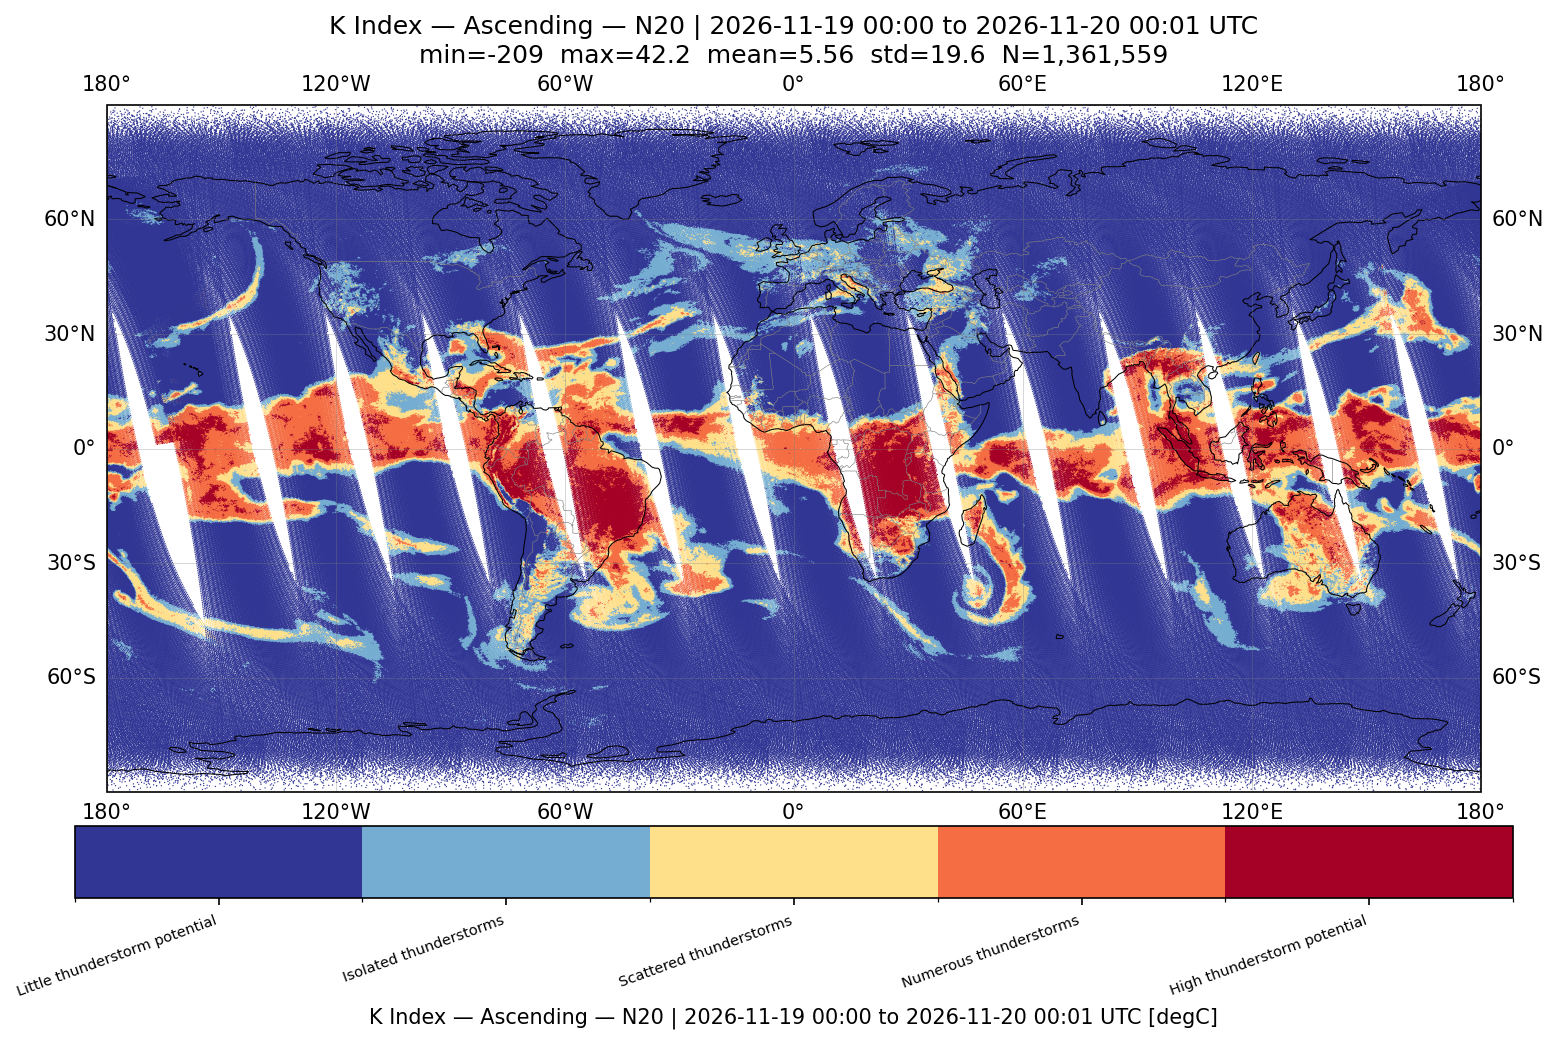 K Index — Ascending — N20 | 2026-11-19 00:00 to 2026-11-20 00:01 UTC
min=-209 max=42.2 mean=5.56 std=19.6 N=1,361,559
180° 120°W 60°W 0° 60°E 120°E 180°
60°N 60°N
30°N 30°N
0° 0°
30°S 30°S
60°S 60°S
180° 120°W 60°W 0° 60°E 120°E 180°
Little thunderstorm potential
Isolated thunderstorms
Scattered thunderstorms
Numerous thunderstorms
High thunderstorm potential
K Index — Ascending — N20 | 2026-11-19 00:00 to 2026-11-20 00:01 UTC [degC]